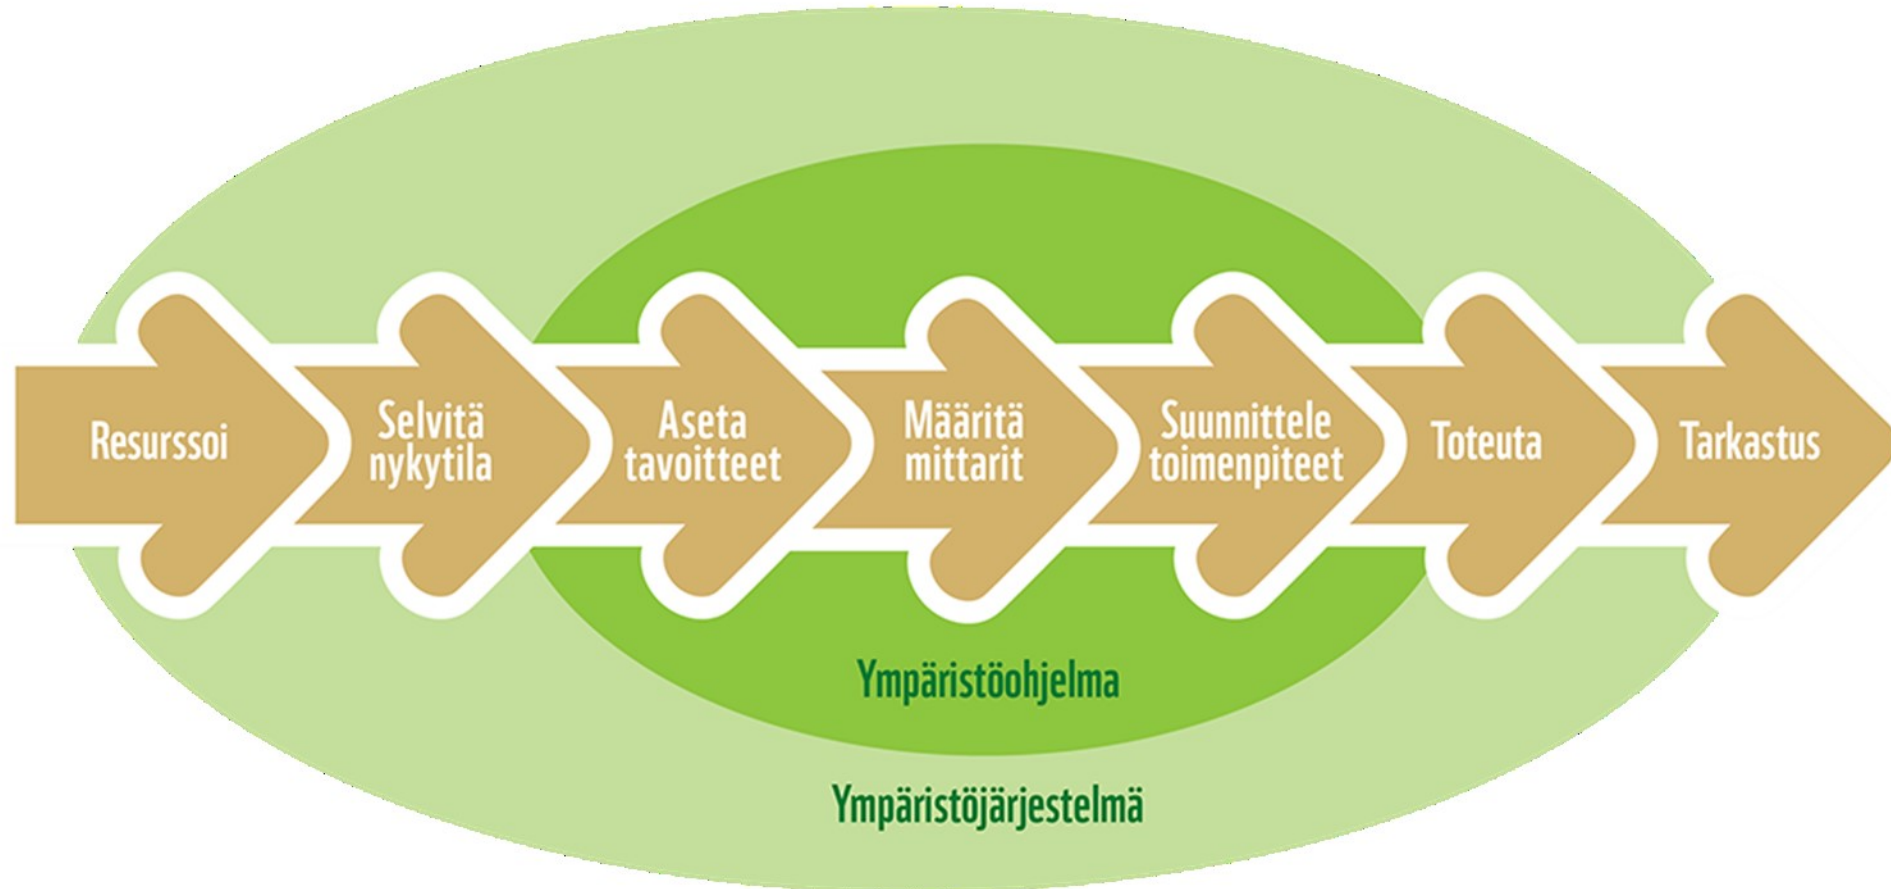 Resurssoi
Selvitä
nykytila
Aseta
tavoitteet
Määritä
mittarit
Suunnittele
toimenpiteet
Toteuta
Tarkastus
Ympäristöohjelma
Ympäristöjärjestelmä